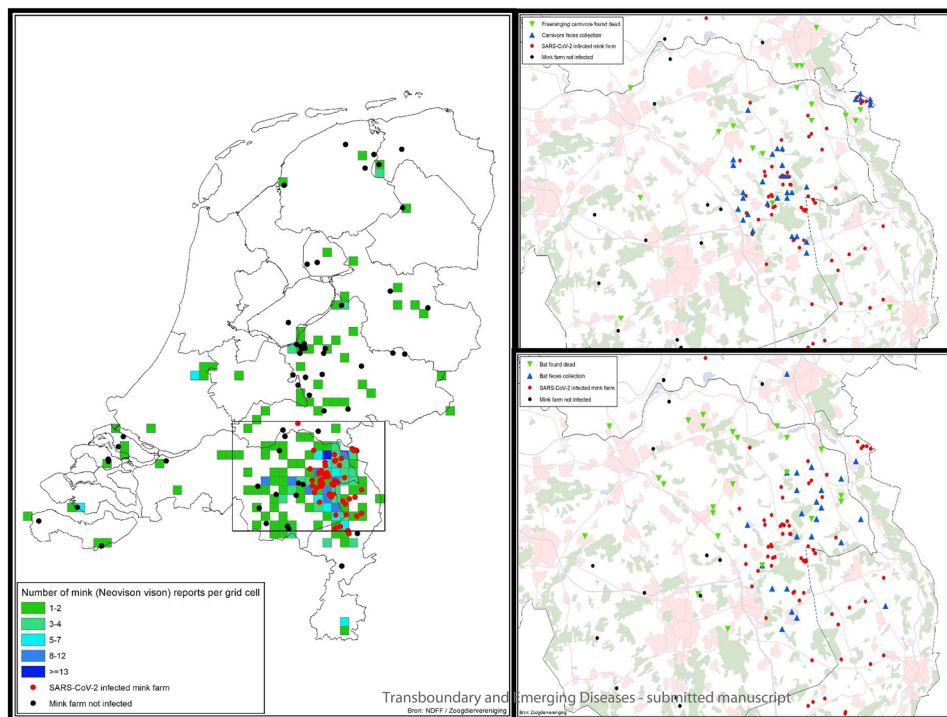 Number of mink (Neovison vison) reports per grid cell
1-2
3-4
5-7
8-12
>=13
SARS-CoV-2 infected mink farm
Mink farm not infected
Bron: NDFF / Zoogdiervereniging
Freeranging carnivore found dead
Carnivore feces collection
SARS-CoV-2 infected mink farm
Mink farm not infected
Bat found dead
Bat feces collection
SARS-CoV-2 infected mink farm
Mink farm not infected
Transboundary and Emerging Diseases - submitted manuscript